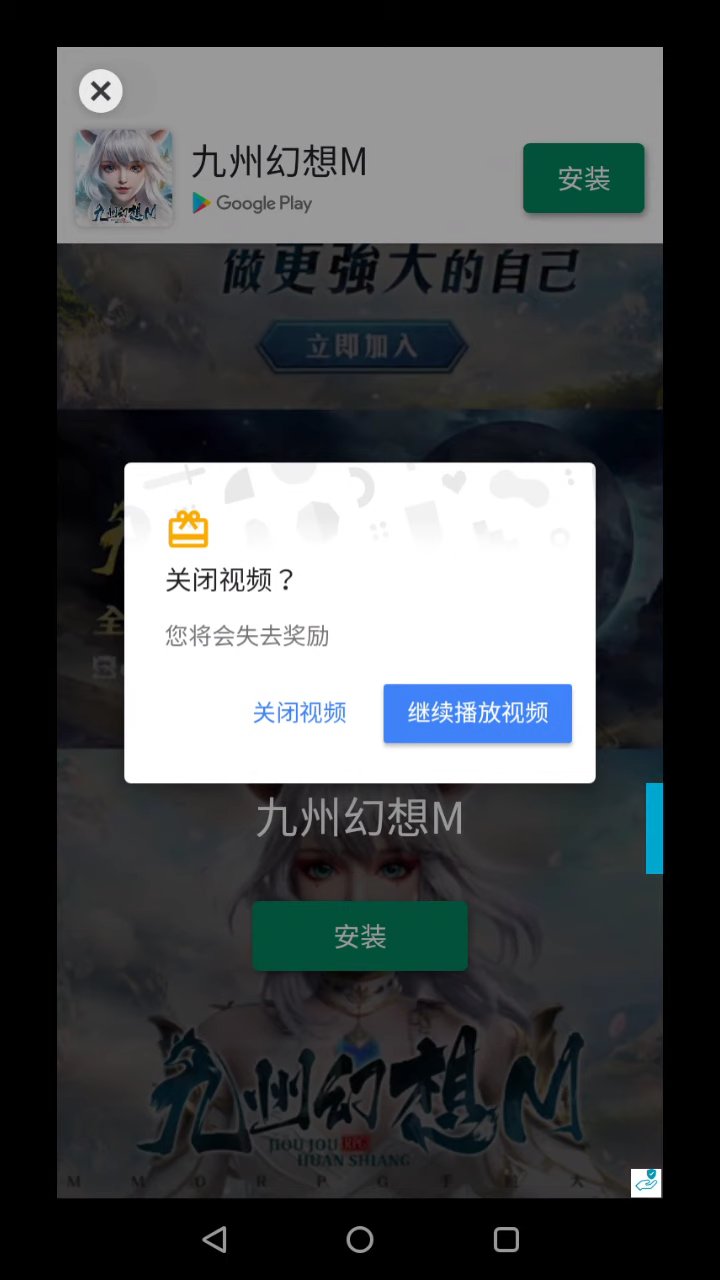 九州幻想M
Google Play
安装
做更強大的自己
立即加入
全
关闭视频？
您将会失去奖励
关闭视频
继续播放视频
九州幻想M
安装
九州幻想M
JIOU JOU RPG
HUAN SHIANG
M M O R P G 手 大